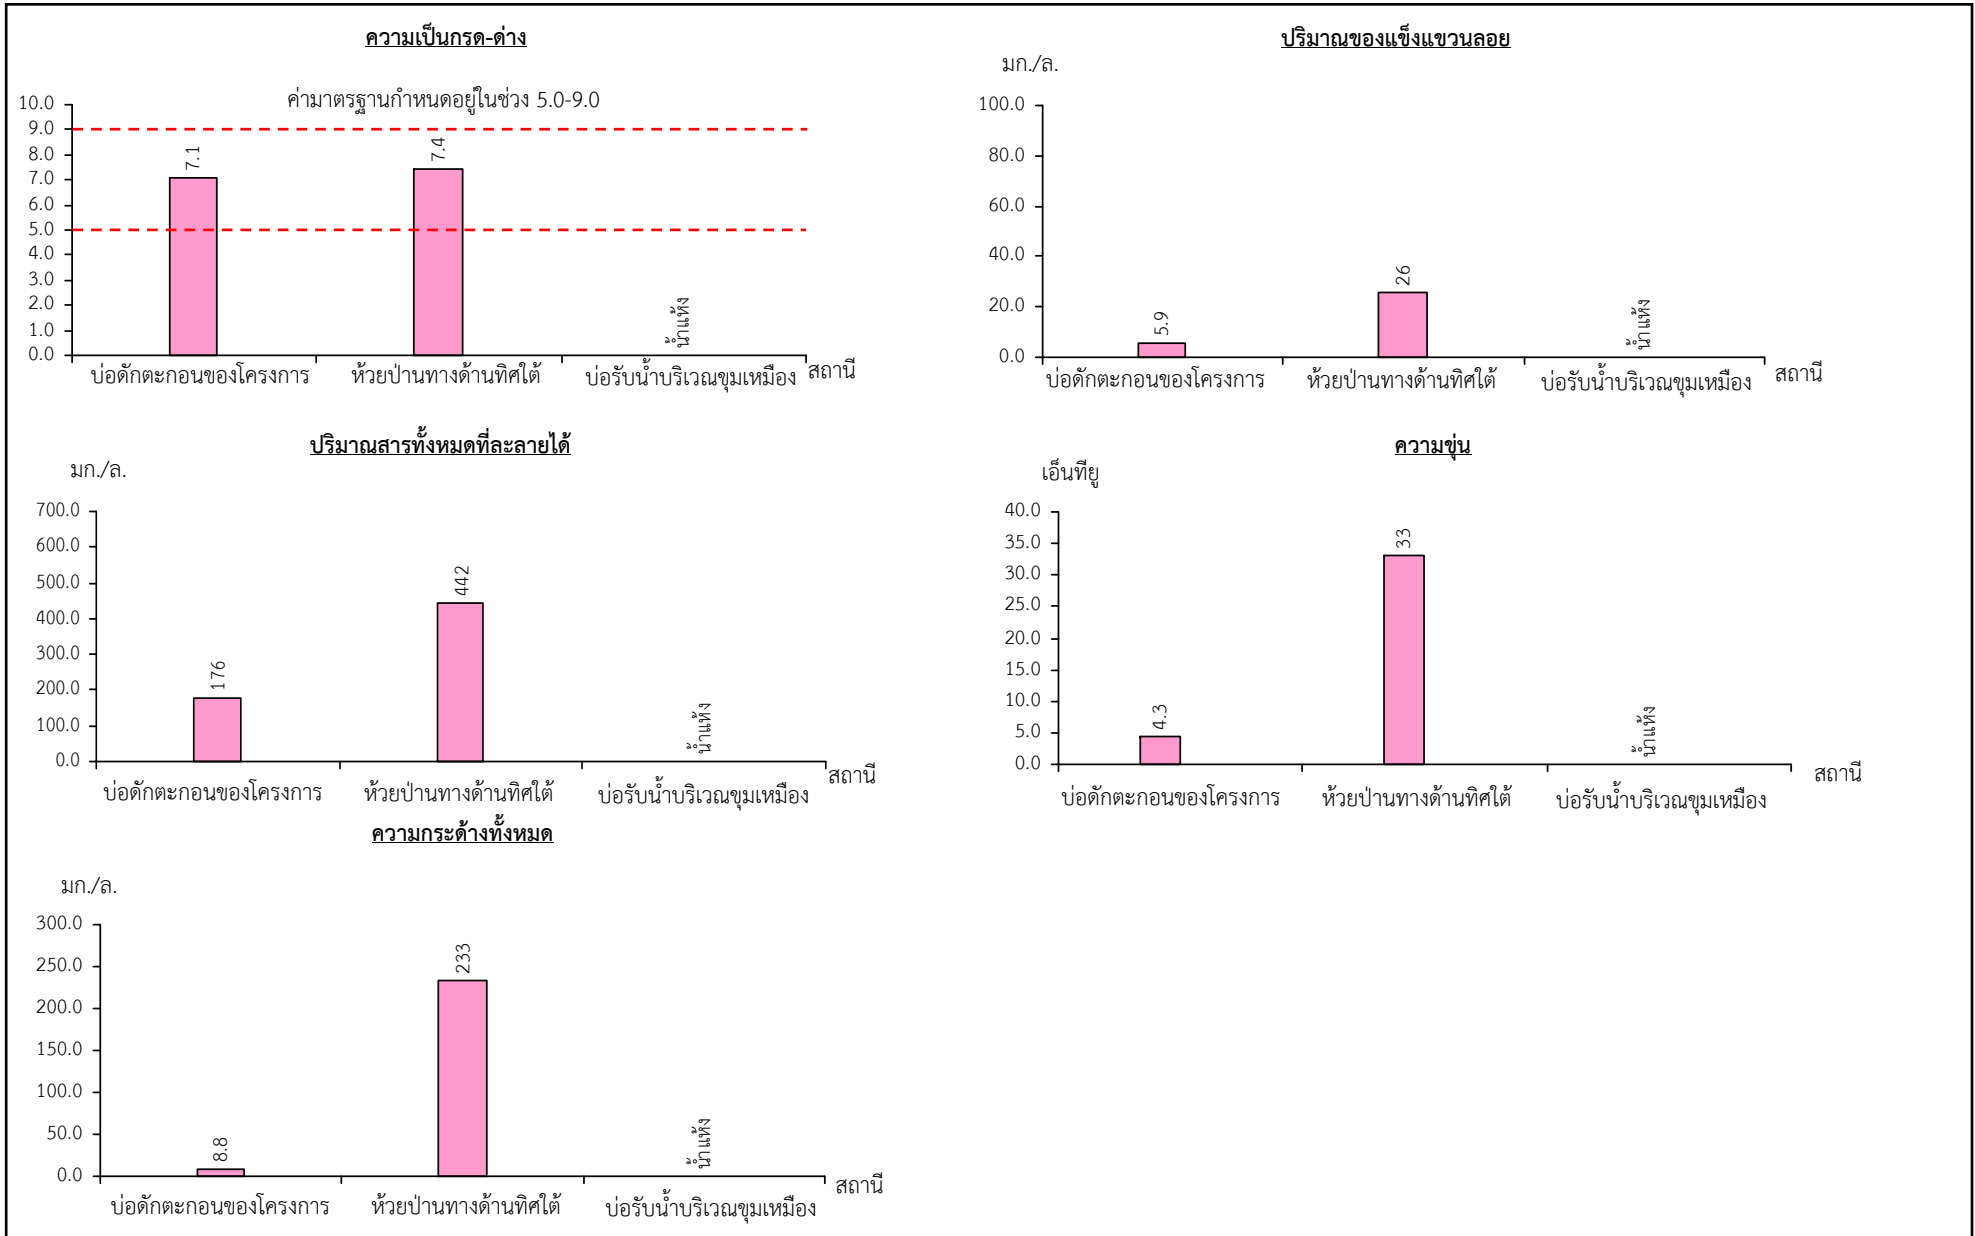 ความเป็นกรด-ด่าง
ค่ามาตรฐานกำหนดอยู่ในช่วง 5.0-9.0
10.0
9.0
8.0
7.0
6.0
5.0
4.0
3.0
2.0
1.0
0.0
7.1
7.4
น้ำแห้ง
บ่อดักตะกอนของโครงการ ห้วยป่านทางด้านทิศใต้ บ่อรับน้ำบริเวณขุมเหมือง สถานี
ปริมาณของแข็งแขวนลอย
มก./ล.
100.0
80.0
60.0
40.0
20.0
0.0
5.9
26
น้ำแห้ง
บ่อดักตะกอนของโครงการ ห้วยป่านทางด้านทิศใต้ บ่อรับน้ำบริเวณขุมเหมือง สถานี
ปริมาณสารทั้งหมดที่ละลายได้
มก./ล.
700.0
600.0
500.0
400.0
300.0
200.0
100.0
0.0
176
442
น้ำแห้ง
บ่อดักตะกอนของโครงการ ห้วยป่านทางด้านทิศใต้ บ่อรับน้ำบริเวณขุมเหมือง สถานี
ความขุ่น
เอ็นทียู
40.0
35.0
30.0
25.0
20.0
15.0
10.0
5.0
0.0
4.3
33
น้ำแห้ง
บ่อดักตะกอนของโครงการ ห้วยป่านทางด้านทิศใต้ บ่อรับน้ำบริเวณขุมเหมือง สถานี
ความกระด้างทั้งหมด
มก./ล.
300.0
250.0
200.0
150.0
100.0
50.0
0.0
8.8
233
น้ำแห้ง
บ่อดักตะกอนของโครงการ ห้วยป่านทางด้านทิศใต้ บ่อรับน้ำบริเวณขุมเหมือง สถานี